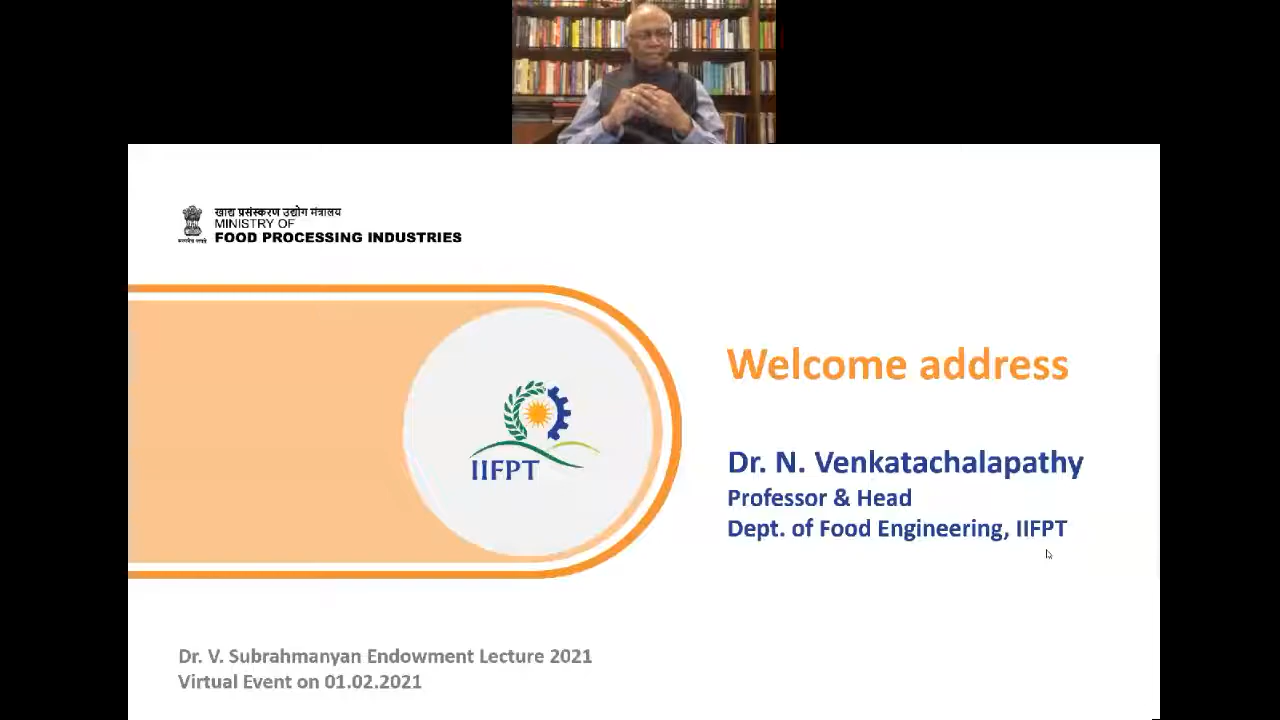 खाद्य प्रसंस्करण उद्योग मंत्रालय
MINISTRY OF
FOOD PROCESSING INDUSTRIES
Welcome address
IIFPT
Dr. N. Venkatachalapathy
Professor & Head
Dept. of Food Engineering, IIFPT
Dr. V. Subrahmanyan Endowment Lecture 2021
Virtual Event on 01.02.2021